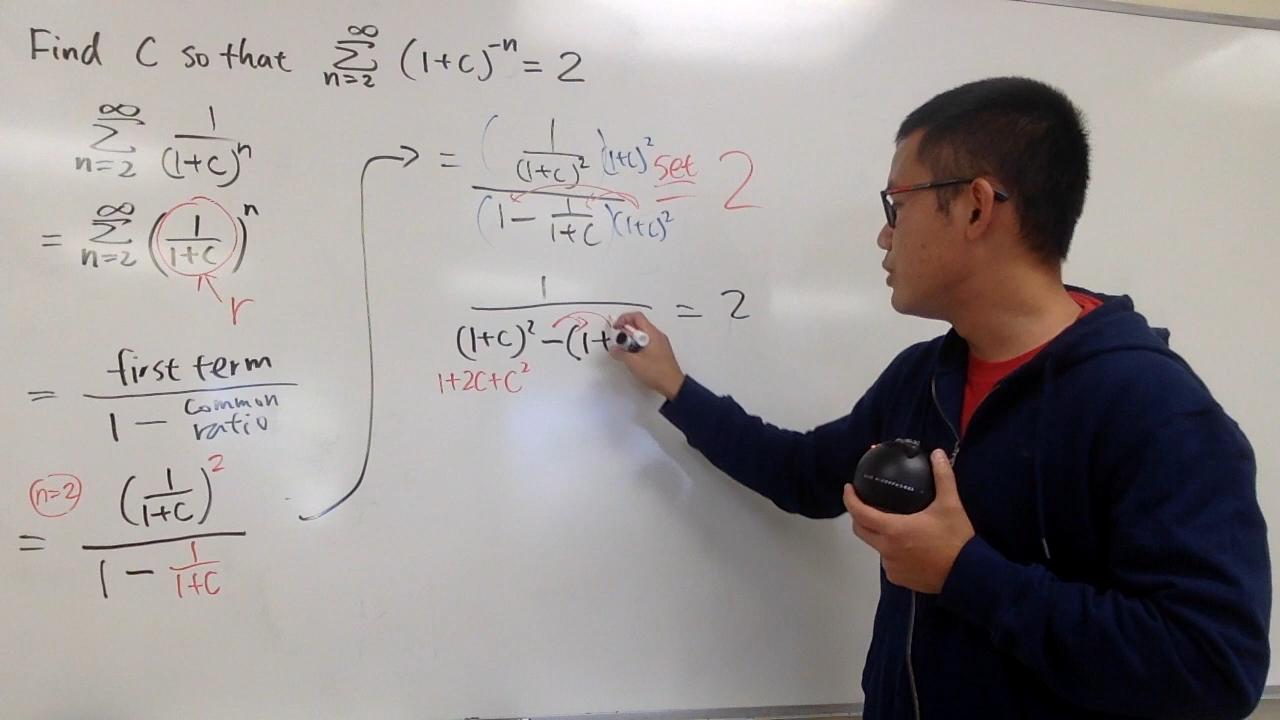 Find C so that ∑_{n=2}^{∞} (1+C)^{-n} = 2
∑_{n=2}^{∞} 1/(1+C)^n
= ∑_{n=2}^{∞} (1/(1+C))^n
r
= first term / (1 - common ratio)
n=2
= (1/(1+C))^2 / (1 - 1/(1+C))
→ = (1/(1+C)^2)(1+C)^2 / (1 - 1/(1+C))(1+C)^2 set 2
1/((1+C)^2 - (1+ = 2
1+2C+C^2